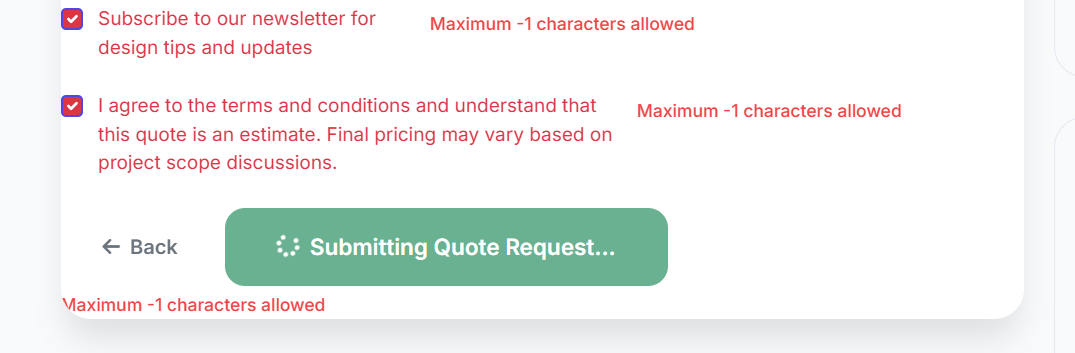 Subscribe to our newsletter for
design tips and updates
Maximum -1 characters allowed
I agree to the terms and conditions and understand that
this quote is an estimate. Final pricing may vary based on
project scope discussions.
Maximum -1 characters allowed
← Back
Submitting Quote Request...
Maximum -1 characters allowed